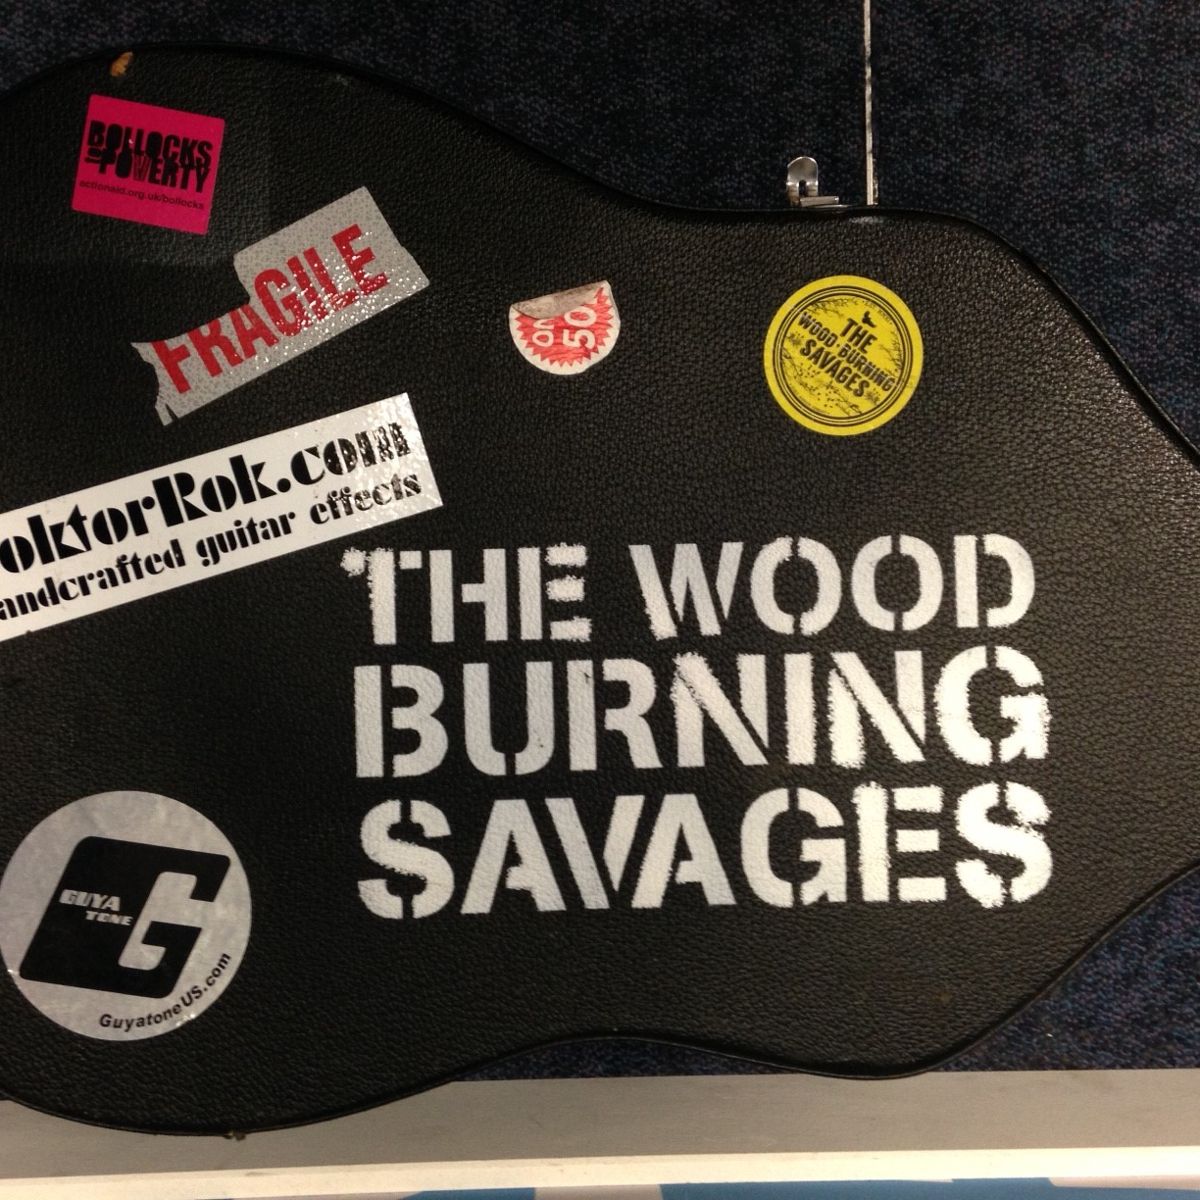 BOLLOCKS
to POVERTY
actionaid.org.uk/bollocks
FRAGILE
50
THE
WOOD·BURNING
SAVAGES
oktorRok.com
andcrafted guitar effects
THE WOOD
BURNING
SAVAGES
GUYA
TONE
G
GuyatoneUS.com